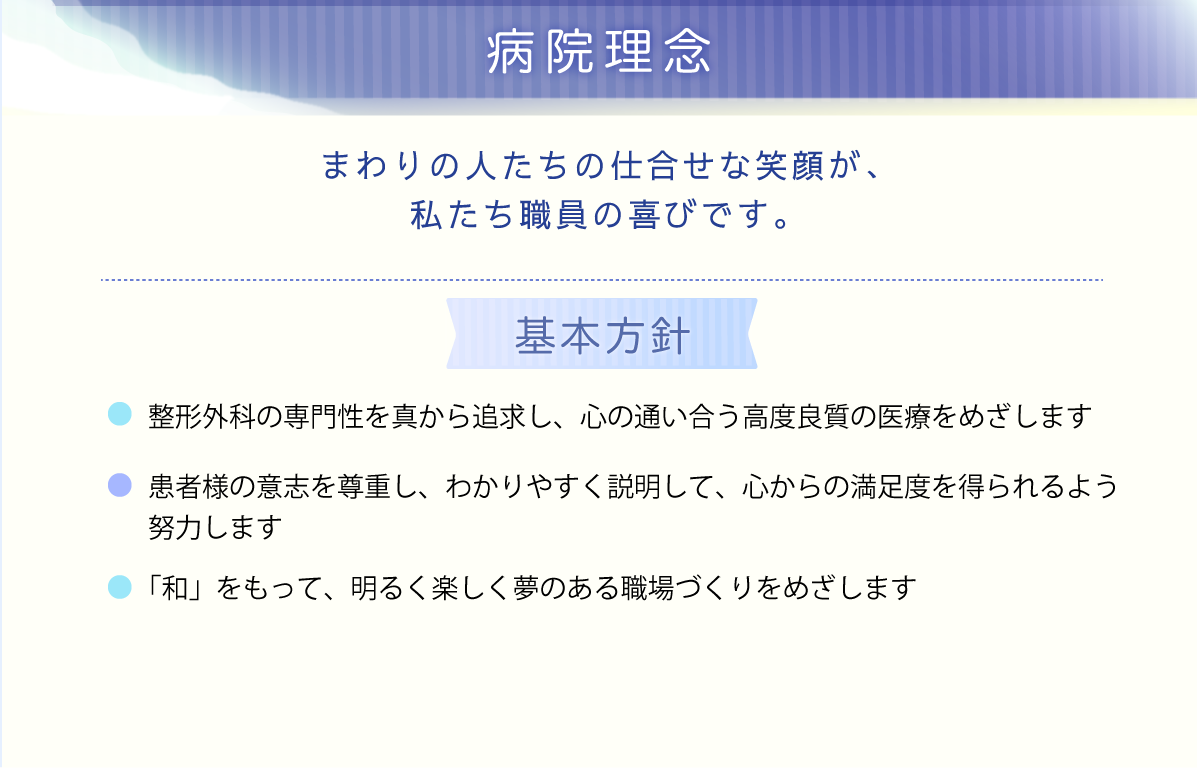 病院理念
まわりの人たちの仕合せな笑顔が、
私たち職員の喜びです。
基本方針
整形外科の専門性を真から追求し、心の通い合う高度良質の医療をめざします
患者様の意志を尊重し、わかりやすく説明して、心からの満足度を得られるよう
努力します
「和」をもって、明るく楽しく夢のある職場づくりをめざします